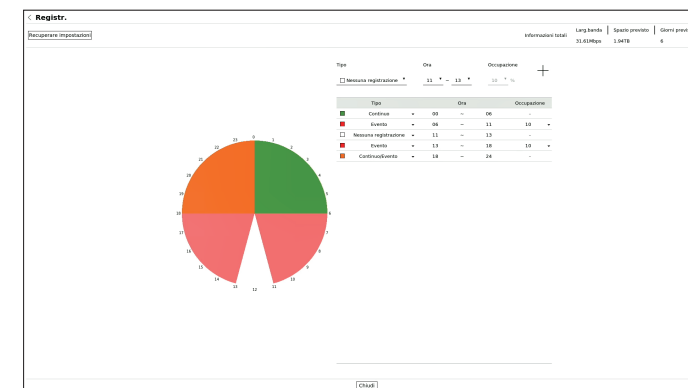 < Registr.
Recuperare impostazioni
Informazioni totali
Larg.banda
Spazio previsto
31.61Mbps
1.94TB
6
Tipo Ora Occupazione
Nessuna registrazione 11 ~ 13 10 %
Tipo Ora Occupazione
Continuo 00 ~ 06 -
Evento 06 ~ 11 10
Nessuna registrazione 11 ~ 13 -
Evento 13 ~ 18 10
Continuo/Evento 18 ~ 24 -
0
1
2
3
4
5
6
7
8
9
10
11
12
13
14
15
16
17
18
19
20
21
22
23
Chiudi